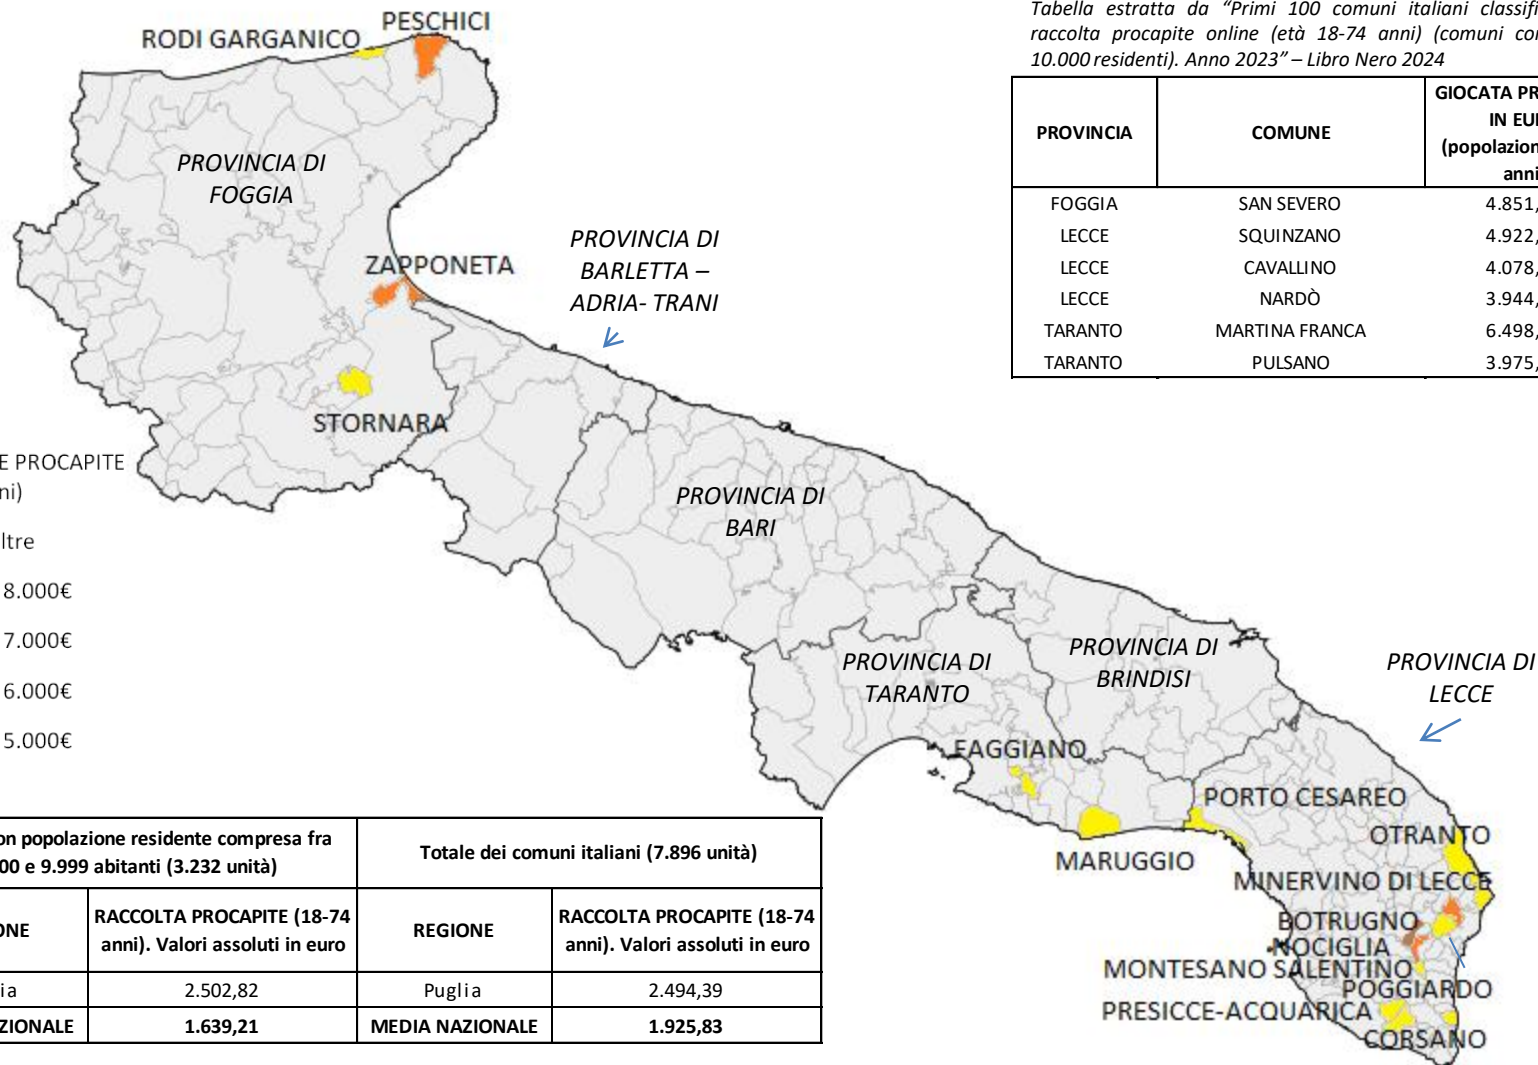 PESCHICI
RODI GARGANICO
Tabella estratta da “Primi 100 comuni italiani
raccolta procapite online (età 18-74 anni) (comuni
10.000 residenti). Anno 2023” – Libro Nero 2024
PROVINCIA COMUNE GIOCATA
IN
anni
FOGGIA SAN SEVERO 4.851,
LECCE SQUINZANO 4.922,
LECCE CAVALLINO 4.078,
LECCE NARDÒ 3.944,
TARANTO MARTINA FRANCA 6.498,
TARANTO PULSANO 3.975,
PROVINCIA DI
FOGGIA
PROVINCIA DI
BARLETTA –
ADRIA- TRANI
ZAPPONETA
STORNARA
E PROCAPITE
ni)
ltre
8.000€
7.000€
6.000€
5.000€
PROVINCIA DI
BARI
PROVINCIA DI
TARANTO
PROVINCIA DI
BRINDISI
PROVINCIA DI
LECCE
FAGGIANO
MARUGGIO
PORTO CESAREO
OTRANTO
MINERVINO DI LECCE
BOTRUGNO
NOCIGLIA
MONTESANO SALENTINO
POGGIARDO
PRESICCE-ACQUARICA
CORSANO
on popolazione residente compresa fra
00 e 9.999 abitanti (3.232 unità)
Totale dei comuni italiani (7.896 unità)
ONE RACCOLTA PROCAPITE (18-74
anni). Valori assoluti in euro
REGIONE RACCOLTA PROCAPITE (18-74
anni). Valori assoluti in euro
ia 2.502,82 Puglia 2.494,39
ZIONALE 1.639,21 MEDIA NAZIONALE 1.925,83